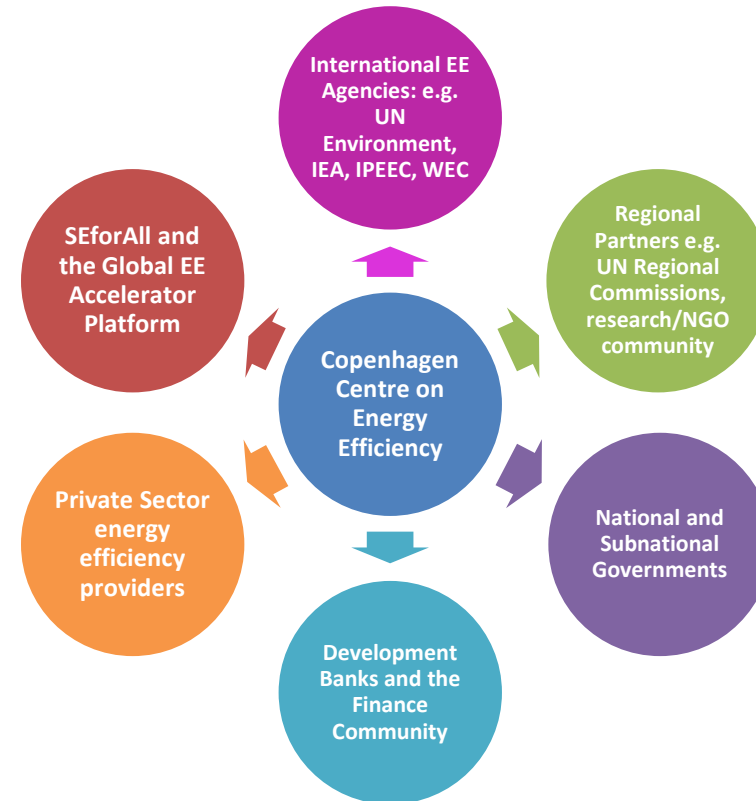 International EE
Agencies: e.g.
UN
Environment,
IEA, IPEEC, WEC
SEforAll and
the Global EE
Accelerator
Platform
Regional
Partners e.g.
UN Regional
Commissions,
research/NGO
community
Copenhagen
Centre on
Energy
Efficiency
Private Sector
energy
efficiency
providers
National and
Subnational
Governments
Development
Banks and the
Finance
Community